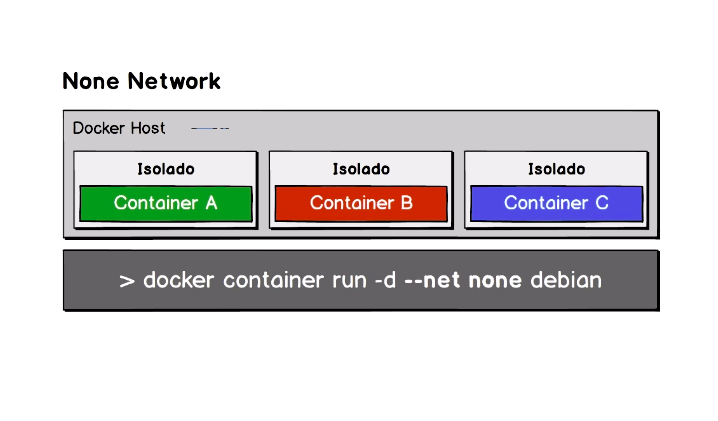 None Network
Docker Host
Isolado Isolado Isolado
Container A Container B Container C
> docker container run -d --net none debian